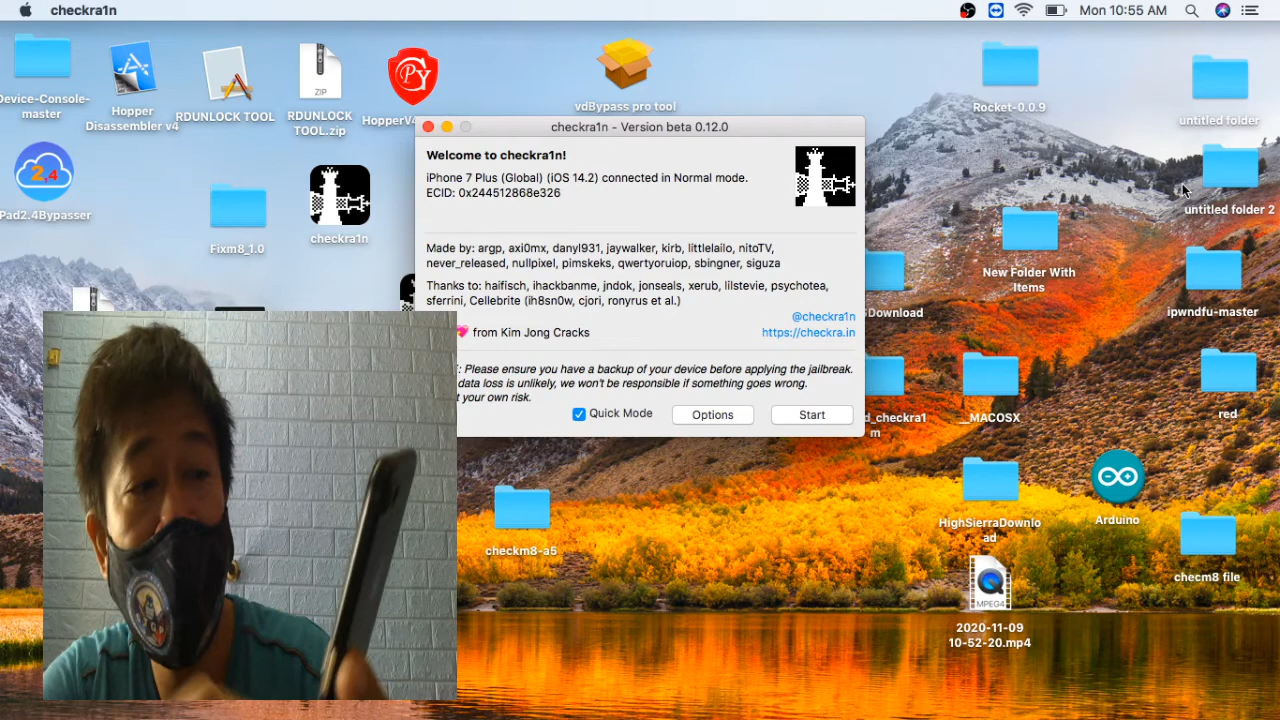 checkra1n
Mon 10:55 AM
Device-Console-
master
Hopper
Disassembler v4
RDUNLOCK TOOL
ZIP
RDUNLOCK
TOOL.zip
PY
HopperV4
vdBypass pro tool
Rocket-0.0.9
untitled folder
2,4
iPad2.4Bypasser
Fixm8_1.0
checkra1n
checkra1n - Version beta 0.12.0
Welcome to checkra1n!
iPhone 7 Plus (Global) (iOS 14.2) connected in Normal mode.
ECID: 0x244512868e326
Made by: argp, axi0mx, danyl931, jaywalker, kirb, littlelailo, nitoTV,
never_released, nullpixel, pimskeks, qwertyoruiop, sbingner, siguza
Thanks to: haifisch, ihackbanme, jndok, jonseals, xerub, lilstevie, psychotea,
sferrini, Cellebrite (ih8sn0w, cjori, ronyrus et al.)
@checkra1n
from Kim Jong Cracks
https://checkra.in
: Please ensure you have a backup of your device before applying the jailbreak.
data loss is unlikely, we won't be responsible if something goes wrong.
t your own risk.
Quick Mode
Options
Start
untitled folder 2
New Folder With
Items
Download
ipwndfu-master
d_checkra1
m
__MACOSX
red
checkm8-a5
HighSierraDownlo
ad
Arduino
checm8 file
MPEG4
2020-11-09
10-52-20.mp4